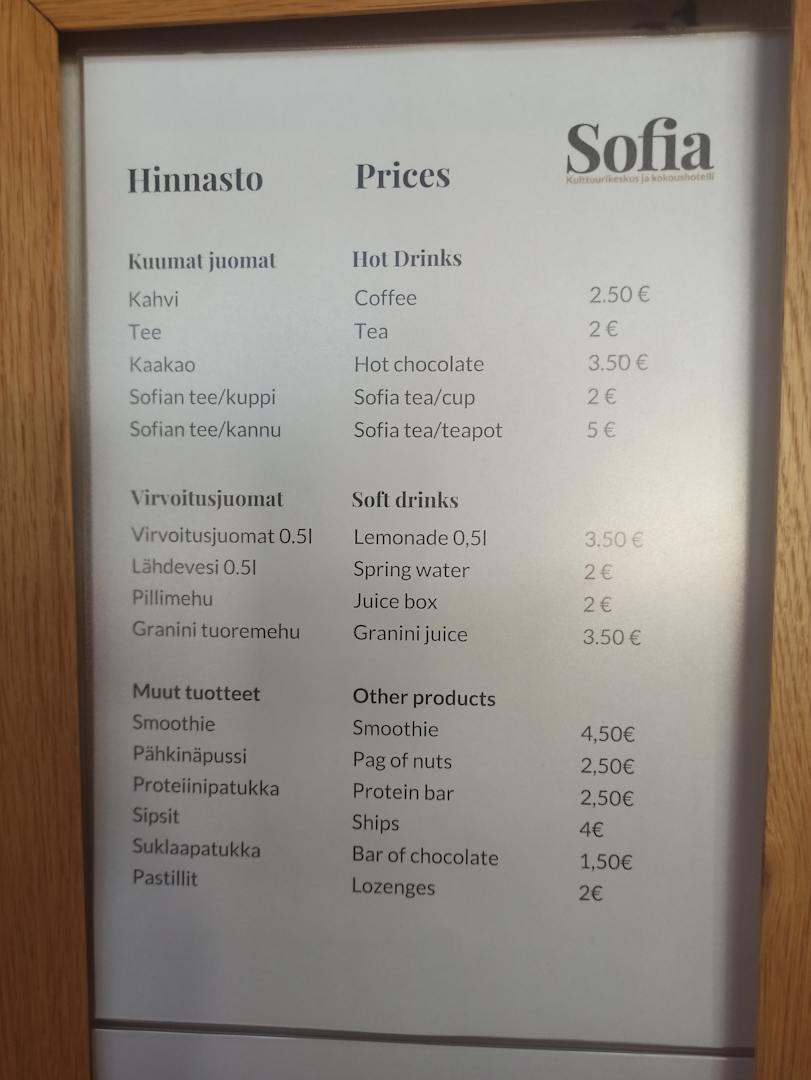 Sofia
Kulttuurikeskus ja kokoushotelli
Hinnasto Prices
Kuumat juomat Hot Drinks
Kahvi Coffee 2.50 €
Tee Tea 2 €
Kaakao Hot chocolate 3.50 €
Sofian tee/kuppi Sofia tea/cup 2 €
Sofian tee/kannu Sofia tea/teapot 5 €
Virvoitusjuomat Soft drinks
Virvoitusjuomat 0.5l Lemonade 0,5l 3.50 €
Lähdevesi 0.5l Spring water 2 €
Pillimehu Juice box 2 €
Granini tuoremehu Granini juice 3.50 €
Muut tuotteet Other products
Smoothie Smoothie 4,50€
Pähkinäpussi Pag of nuts 2,50€
Proteiinipatukka Protein bar 2,50€
Sipsit Ships 4€
Suklaapatukka Bar of chocolate 1,50€
Pastillit Lozenges 2€